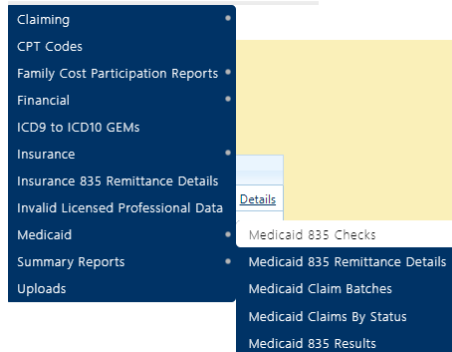 Claiming
CPT Codes
Family Cost Participation Reports
Financial
ICD9 to ICD10 GEMs
Insurance
Insurance 835 Remittance Details
Invalid Licensed Professional Data
Medicaid
Summary Reports
Uploads
Details
Medicaid 835 Checks
Medicaid 835 Remittance Details
Medicaid Claim Batches
Medicaid Claims By Status
Medicaid 835 Results